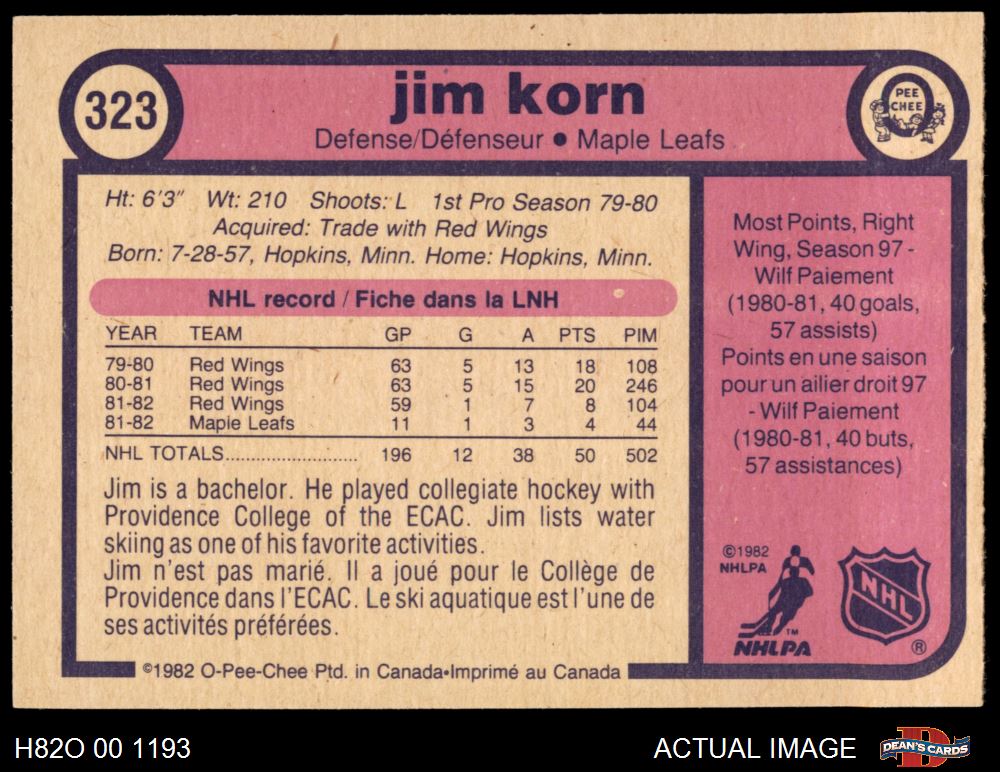 323
jim korn
Defense/Défenseur ● Maple Leafs
PEE
CHEE
Ht: 6'3" Wt: 210 Shoots: L 1st Pro Season 79-80
Acquired: Trade with Red Wings
Born: 7-28-57, Hopkins, Minn. Home: Hopkins, Minn.
NHL record / Fiche dans la LNH
YEAR TEAM GP G A PTS PIM
79-80 Red Wings 63 5 13 18 108
80-81 Red Wings 63 5 15 20 246
81-82 Red Wings 59 1 7 8 104
81-82 Maple Leafs 11 1 3 4 44
NHL TOTALS.......................... 196 12 38 50 502
Jim is a bachelor. He played collegiate hockey with
Providence College of the ECAC. Jim lists water
skiing as one of his favorite activities.
Jim n'est pas marié. Il a joué pour le Collège de
Providence dans l'ECAC. Le ski aquatique est l'une de
ses activités préférées.
©1982 O-Pee-Chee Ptd. in Canada•Imprimé au Canada
Most Points, Right
Wing, Season 97 -
Wilf Paiement
(1980-81, 40 goals,
57 assists)
Points en une saison
pour un ailier droit 97
- Wilf Paiement
(1980-81, 40 buts,
57 assistances)
©1982
NHLPA
TM
NHLPA
NHL
®
H82O 00 1193
ACTUAL IMAGE
DEAN'S CARDS